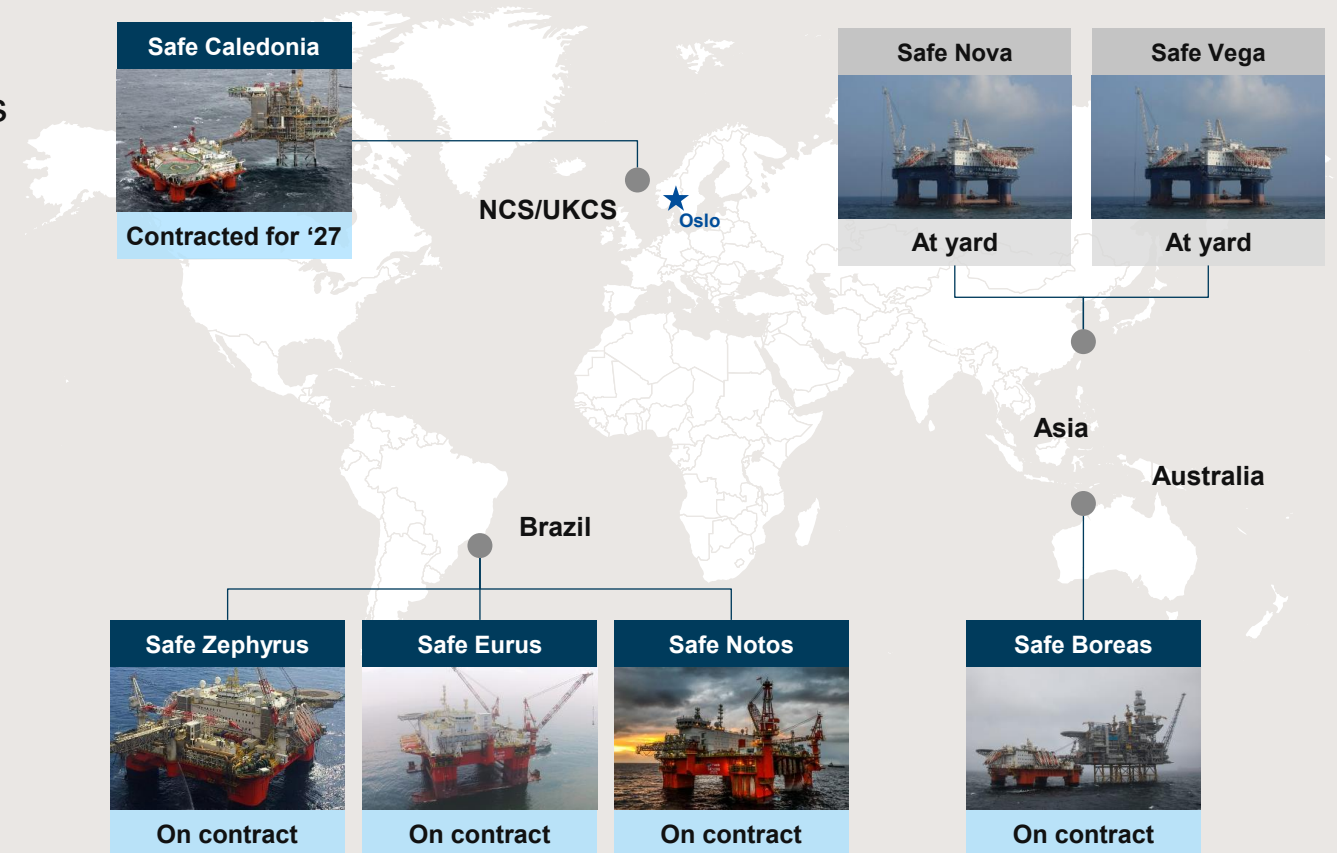 s
Safe Caledonia
Contracted for ‘27
NCS/UKCS
Oslo
Safe Nova
At yard
Safe Vega
At yard
Asia
Australia
Brazil
Safe Zephyrus
On contract
Safe Eurus
On contract
Safe Notos
On contract
Safe Boreas
On contract